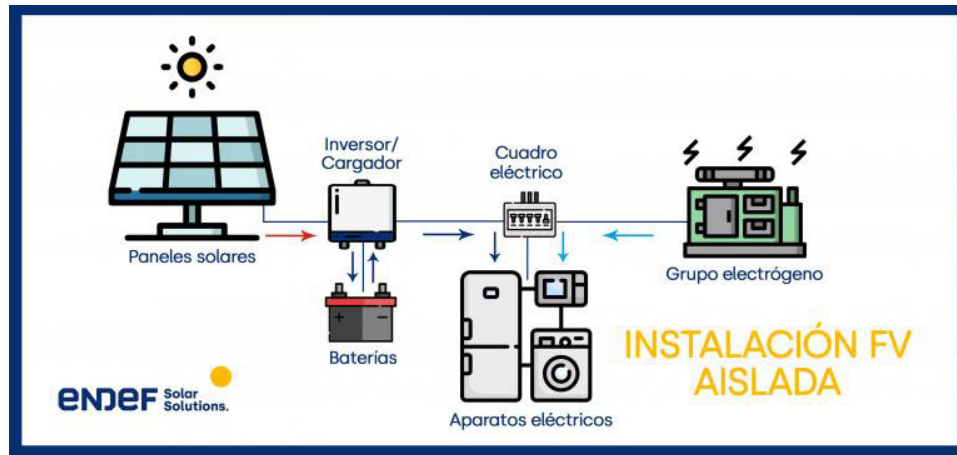 Inversor/
Cargador
Cuadro
eléctrico
Paneles solares
Grupo electrógeno
Baterías
Aparatos eléctricos
INSTALACIÓN FV
AISLADA
ENDEF Solar
Solutions.